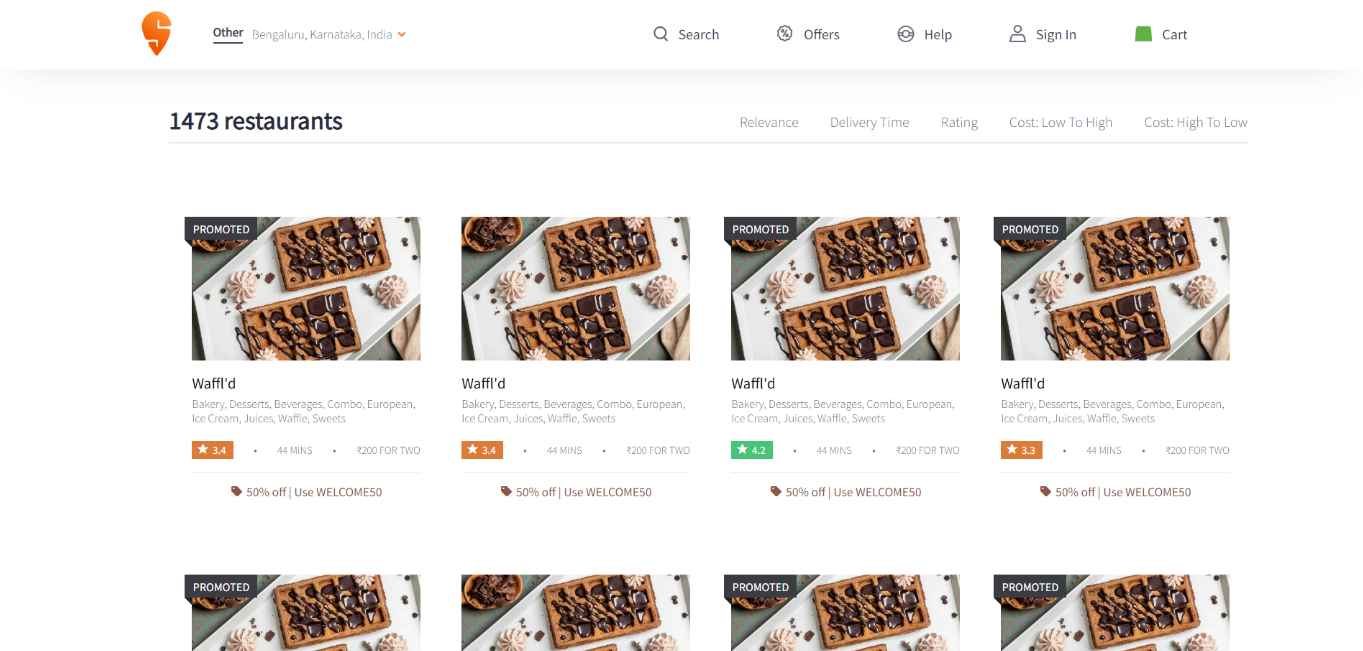 Other Bengaluru, Karnataka, India Search Offers Help Sign In Cart
1473 restaurants Relevance Delivery Time Rating Cost: Low To High Cost: High To Low
PROMOTED PROMOTED PROMOTED
Waffl'd Waffl'd Waffl'd Waffl'd
Bakery, Desserts, Beverages, Combo, European, Bakery, Desserts, Beverages, Combo, European, Bakery, Desserts, Beverages, Combo, European, Bakery, Desserts, Beverages, Combo, European,
Ice Cream, Juices, Waffle, Sweets Ice Cream, Juices, Waffle, Sweets Ice Cream, Juices, Waffle, Sweets Ice Cream, Juices, Waffle, Sweets
3.4 • 44 MINS • ₹200 FOR TWO 3.4 • 44 MINS • ₹200 FOR TWO 4.2 • 44 MINS • ₹200 FOR TWO 3.3 • 44 MINS • ₹200 FOR TWO
50% off | Use WELCOME50 50% off | Use WELCOME50 50% off | Use WELCOME50 50% off | Use WELCOME50
PROMOTED PROMOTED PROMOTED